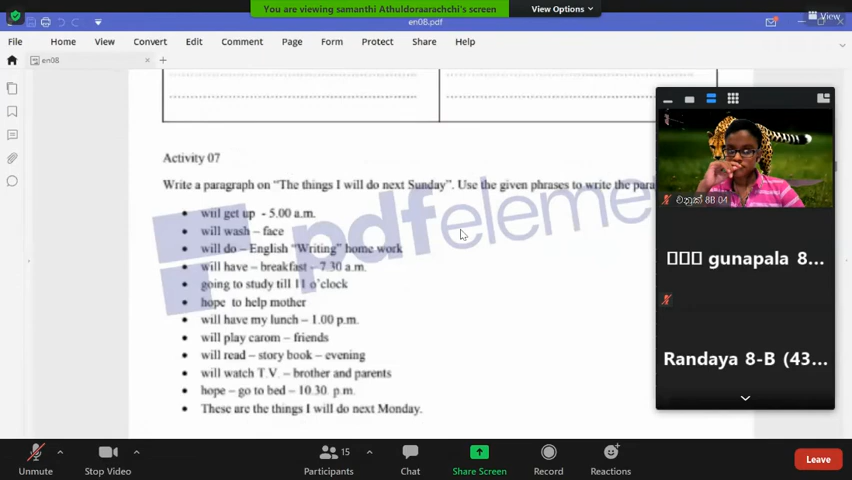 You are viewing samanthi Athuldoraarachchi's screen
View Options
View
en08.pdf
File Home View Convert Edit Comment Page Form Protect Share Help
en08
Activity 07
Write a paragraph on "The things I will do next Sunday". Use the given phrases to write the para
will get up - 5.00 a.m.
will wash – face
will do – English "Writing" home work
will have – breakfast – 7.30 a.m.
going to study till 11 o'clock
hope to help mother
will have my lunch – 1.00 p.m.
will play carom – friends
will read – story book – evening
will watch T.V. – brother and parents
hope – go to bed – 10.30. p.m.
These are the things I will do next Monday.
pdfeleme
එනුක් 8B 04
gunapala 8...
Randaya 8-B (43...
15
Unmute Stop Video Participants Chat Share Screen Record Reactions Leave